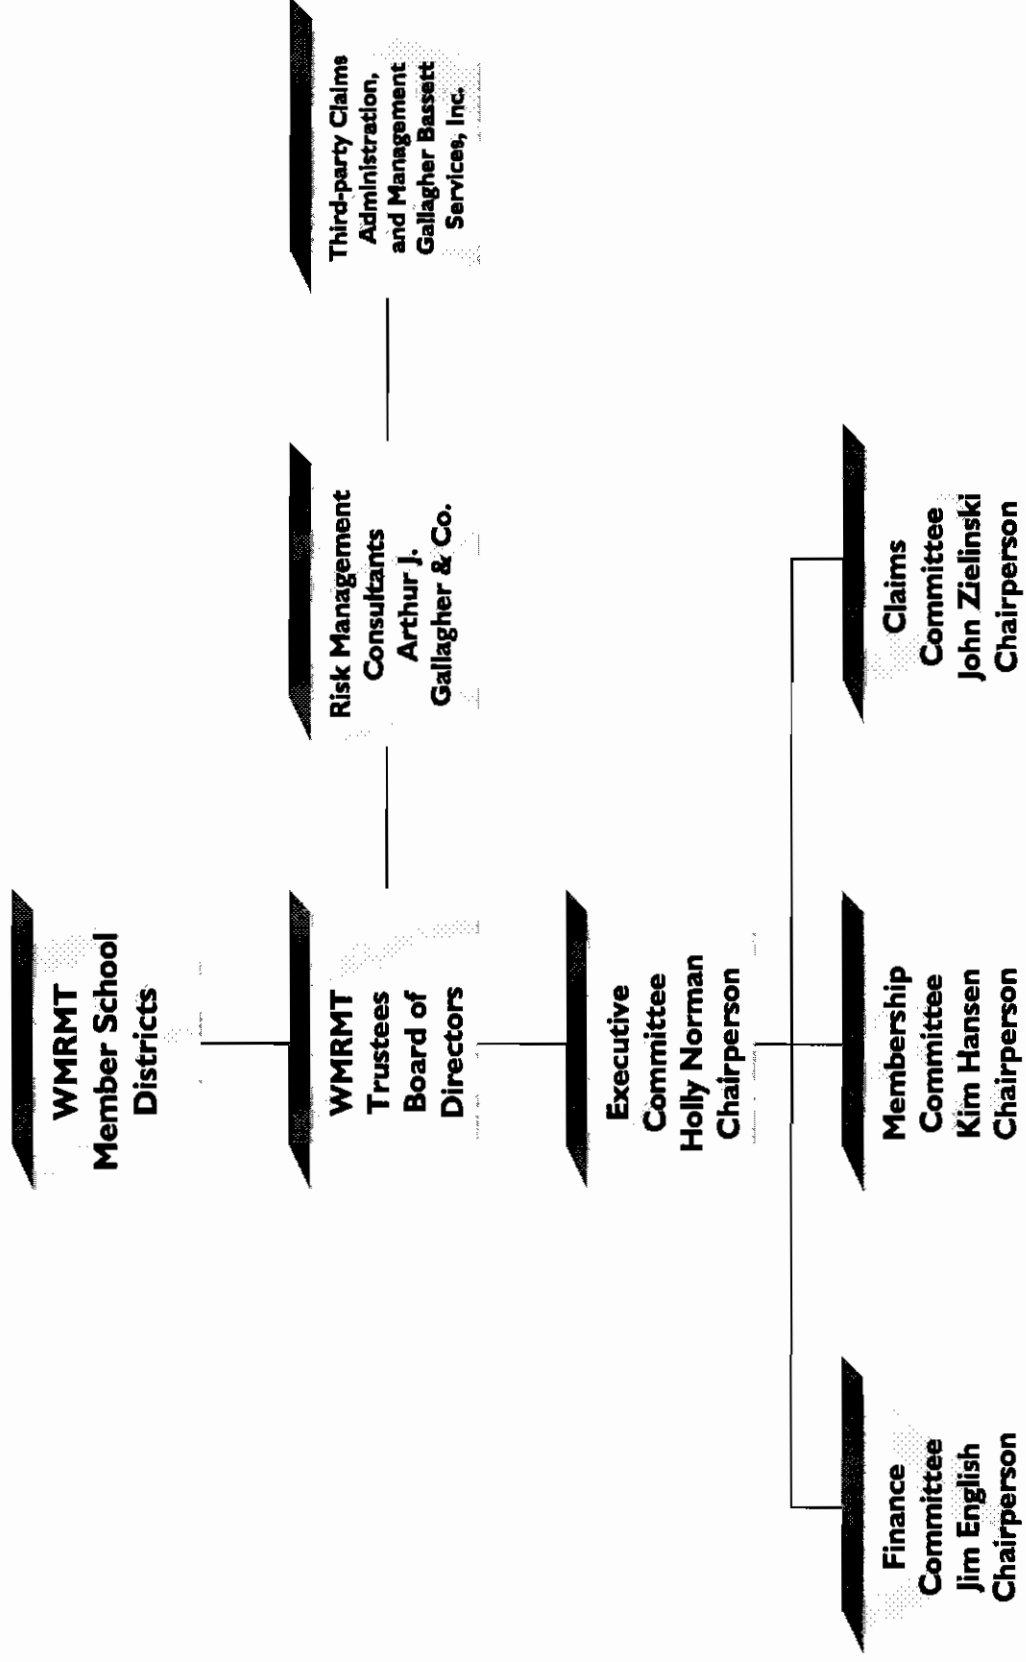 WMRMT
Member School
Districts
WMRMT
Trustees
Board of
Directors
Risk Management
Consultants
Arthur J.
Gallagher & Co.
Third-party Claims
Administration,
and Management
Gallagher Bassett
Services, Inc.
Executive
Committee
Holly Norman
Chairperson
Finance
Committee
Jim English
Chairperson
Membership
Committee
Kim Hansen
Chairperson
Claims
Committee
John Zielinski
Chairperson